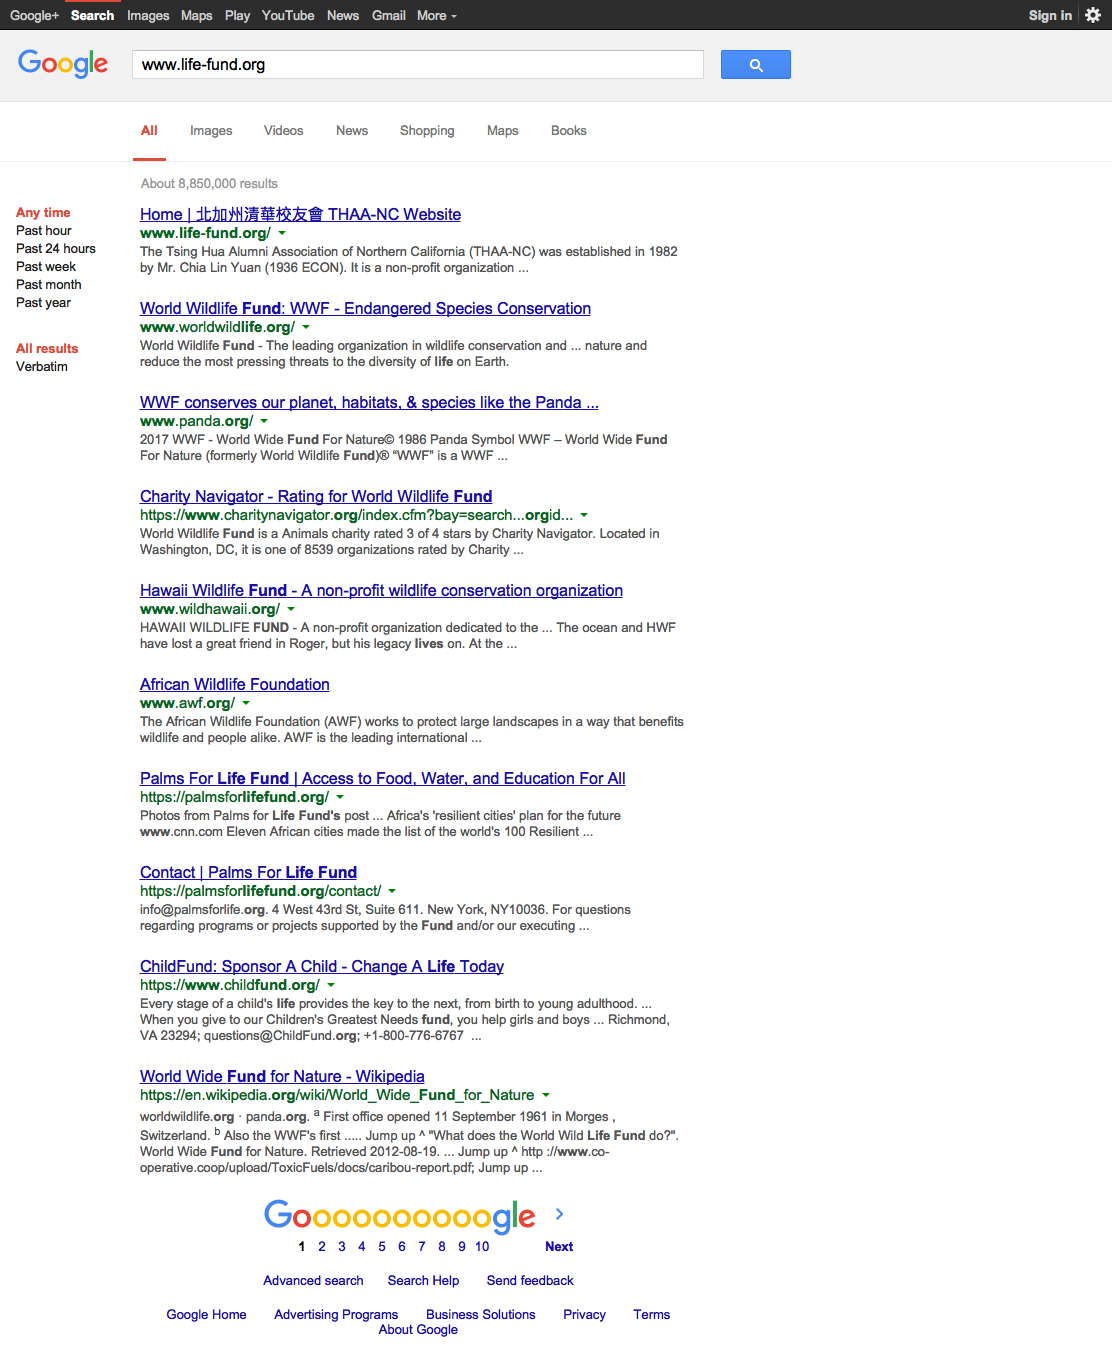 Google+ Search Images Maps Play YouTube News Gmail More
Sign in
Google
www.life-fund.org
All Images Videos News Shopping Maps Books
About 8,850,000 results
Any time
Past hour
Past 24 hours
Past week
Past month
Past year
All results
Verbatim
Home | 北加州清華校友會 THAA-NC Website
www.life-fund.org/
The Tsing Hua Alumni Association of Northern California (THAA-NC) was established in 1982
by Mr. Chia Lin Yuan (1936 ECON). It is a non-profit organization ...
World Wildlife Fund: WWF - Endangered Species Conservation
www.worldwildlife.org/
World Wildlife Fund - The leading organization in wildlife conservation and ... nature and
reduce the most pressing threats to the diversity of life on Earth.
WWF conserves our planet, habitats, & species like the Panda ...
www.panda.org/
2017 WWF - World Wide Fund For Nature© 1986 Panda Symbol WWF – World Wide Fund
For Nature (formerly World Wildlife Fund)® “WWF” is a WWF ...
Charity Navigator - Rating for World Wildlife Fund
https://www.charitynavigator.org/index.cfm?bay=search...orgid...
World Wildlife Fund is a Animals charity rated 3 of 4 stars by Charity Navigator. Located in
Washington, DC, it is one of 8539 organizations rated by Charity ...
Hawaii Wildlife Fund - A non-profit wildlife conservation organization
www.wildhawaii.org/
HAWAII WILDLIFE FUND - A non-profit organization dedicated to the ... The ocean and HWF
have lost a great friend in Roger, but his legacy lives on. At the ...
African Wildlife Foundation
www.awf.org/
The African Wildlife Foundation (AWF) works to protect large landscapes in a way that benefits
wildlife and people alike. AWF is the leading international ...
Palms For Life Fund | Access to Food, Water, and Education For All
https://palmsforlifefund.org/
Photos from Palms for Life Fund's post ... Africa's 'resilient cities' plan for the future
www.cnn.com Eleven African cities made the list of the world's 100 Resilient ...
Contact | Palms For Life Fund
https://palmsforlifefund.org/contact/
info@palmsforlife.org. 4 West 43rd St, Suite 611. New York, NY10036. For questions
regarding programs or projects supported by the Fund and/or our executing ...
ChildFund: Sponsor A Child - Change A Life Today
https://www.childfund.org/
Every stage of a child's life provides the key to the next, from birth to young adulthood. ...
When you give to our Children's Greatest Needs fund, you help girls and boys ... Richmond,
VA 23294; questions@ChildFund.org; +1-800-776-6767 ...
World Wide Fund for Nature - Wikipedia
https://en.wikipedia.org/wiki/World_Wide_Fund_for_Nature
worldwildlife.org · panda.org. a First office opened 11 September 1961 in Morges ,
Switzerland. b Also the WWF's first ..... Jump up ^ "What does the World Wild Life Fund do?".
World Wide Fund for Nature. Retrieved 2012-08-19. ... Jump up ^ http ://www.co-
operative.coop/upload/ToxicFuels/docs/caribou-report.pdf; Jump up ...
Goooooooooogle
1 2 3 4 5 6 7 8 9 10 Next
Advanced search Search Help Send feedback
Google Home Advertising Programs Business Solutions Privacy Terms
About Google